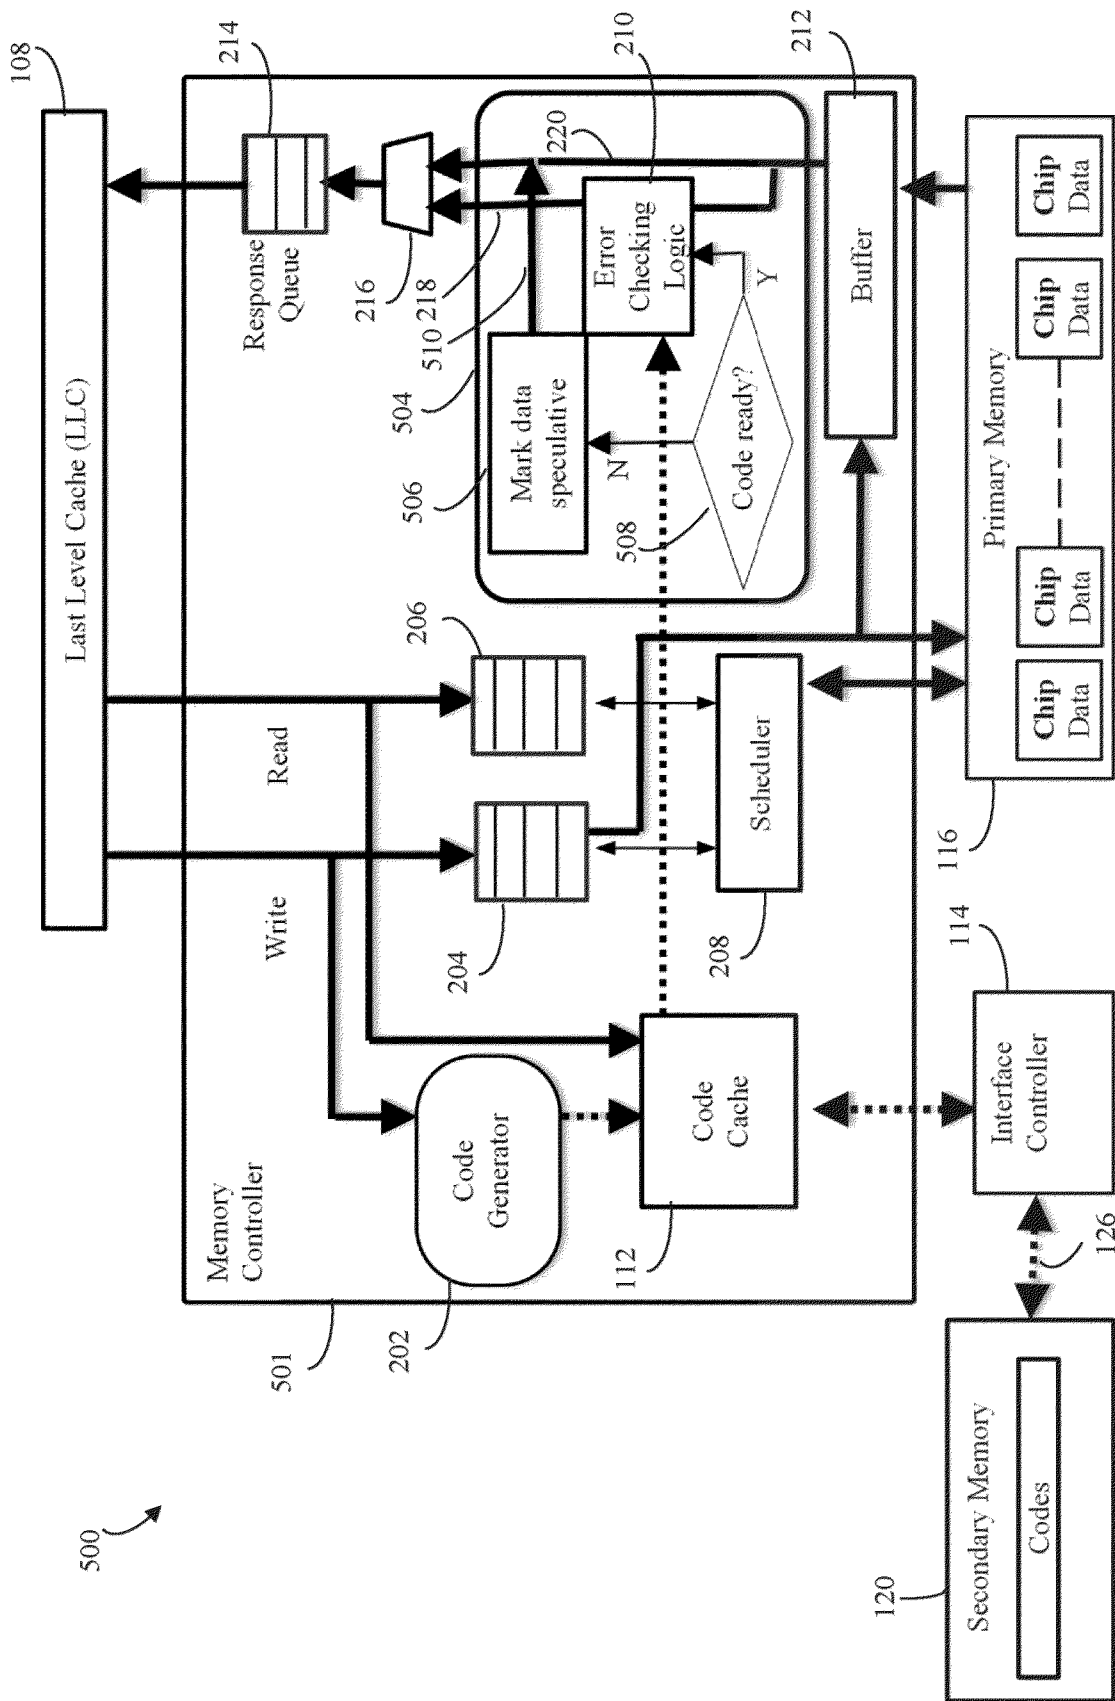 500
108
Last Level Cache (LLC)
501
Memory
Controller
Write
Read
Response
Queue
214
216
202
Code
Generator
204
206
504
510
218
220
210
506
Mark data
speculative
Error
Checking
Logic
N
Y
508
Code ready?
212
Buffer
112
Code
Cache
208
Scheduler
116
Primary Memory
Chip
Data
Chip
Data
Chip
Data
Chip
Data
114
Interface
Controller
126
120
Secondary Memory
Codes